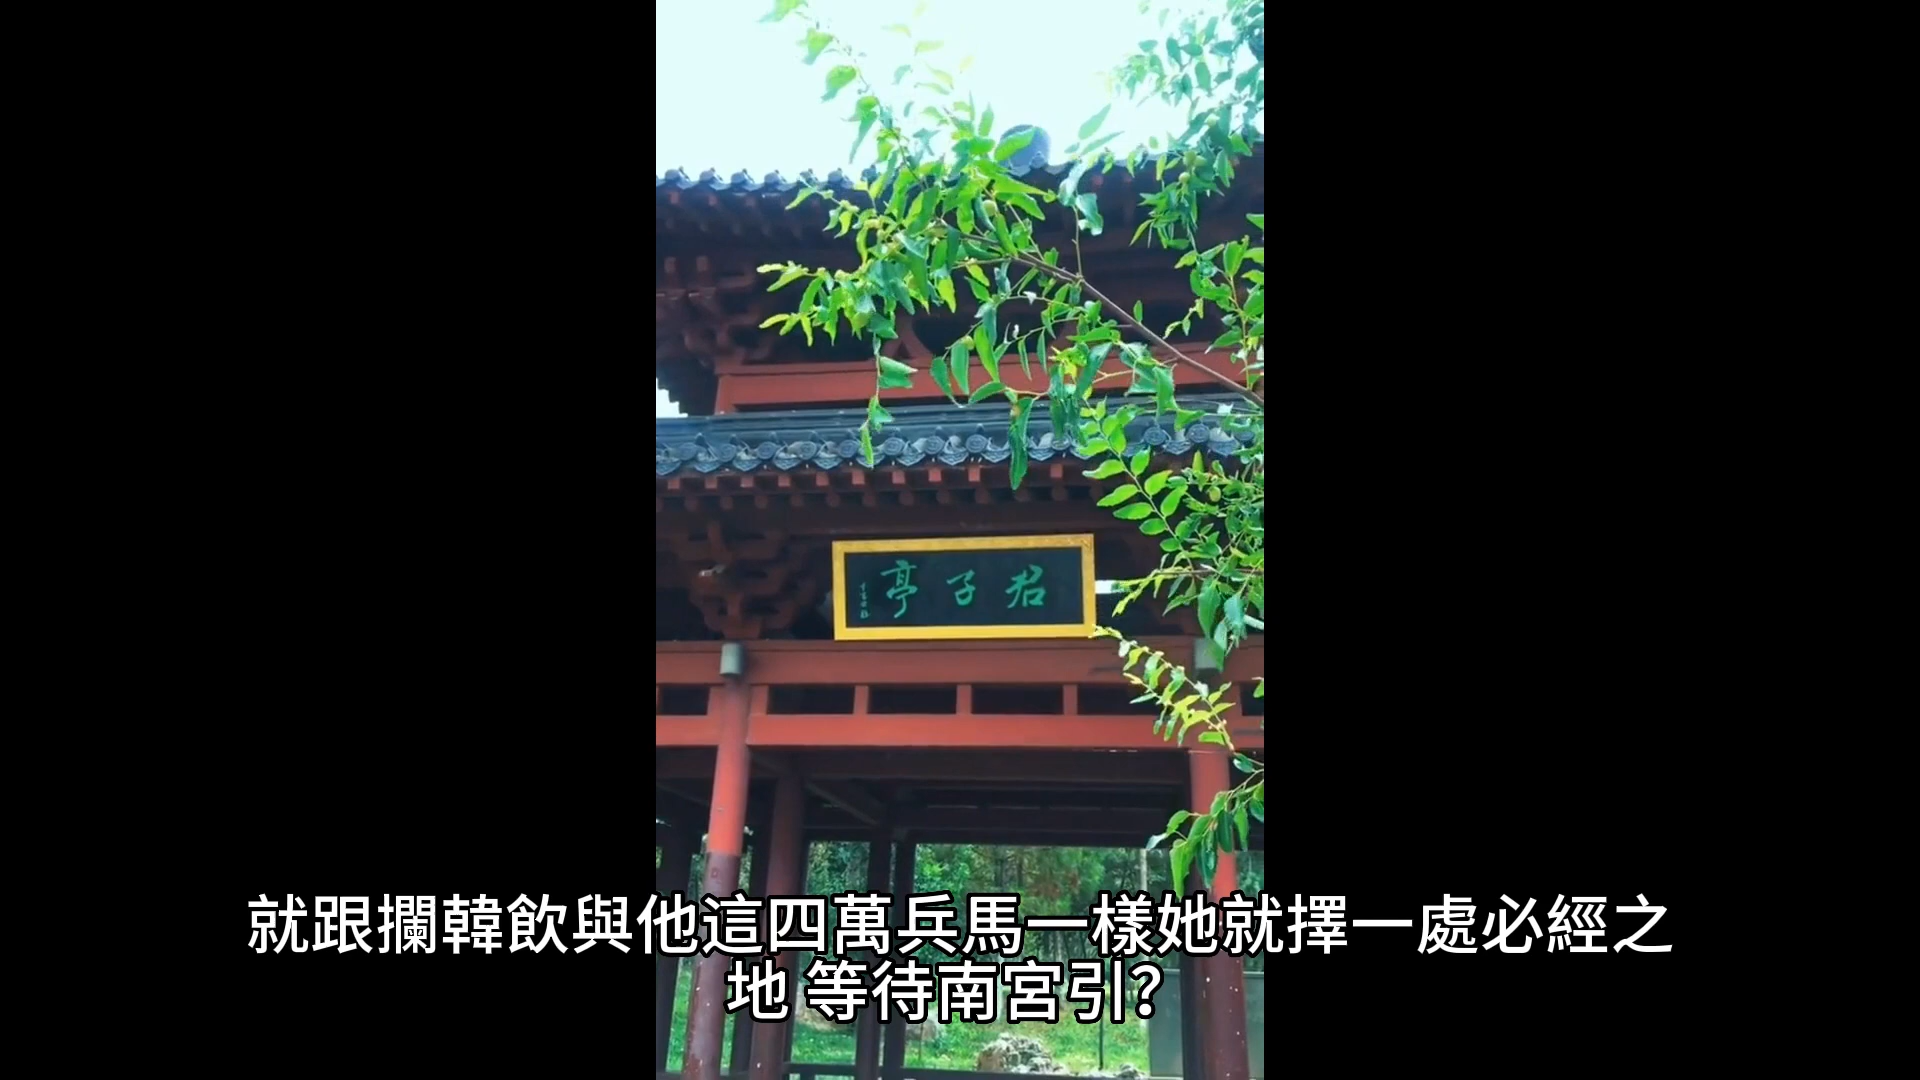 君子亭
就跟攔韓飲與他這四萬兵馬一樣她就擇一處必經之
地 等待南宮引?